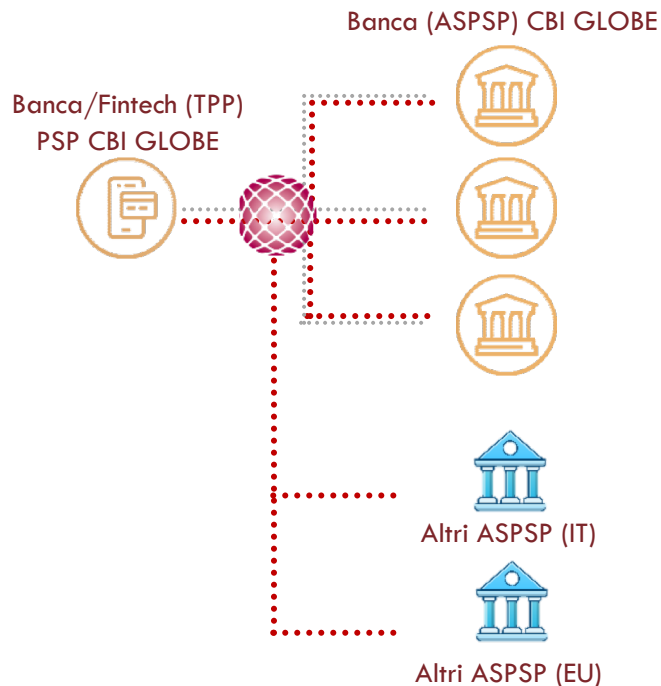 Banca (ASPSP) CBI GLOBE
Banca/Fintech (TPP)
PSP CBI GLOBE
Altri ASPSP (IT)
Altri ASPSP (EU)